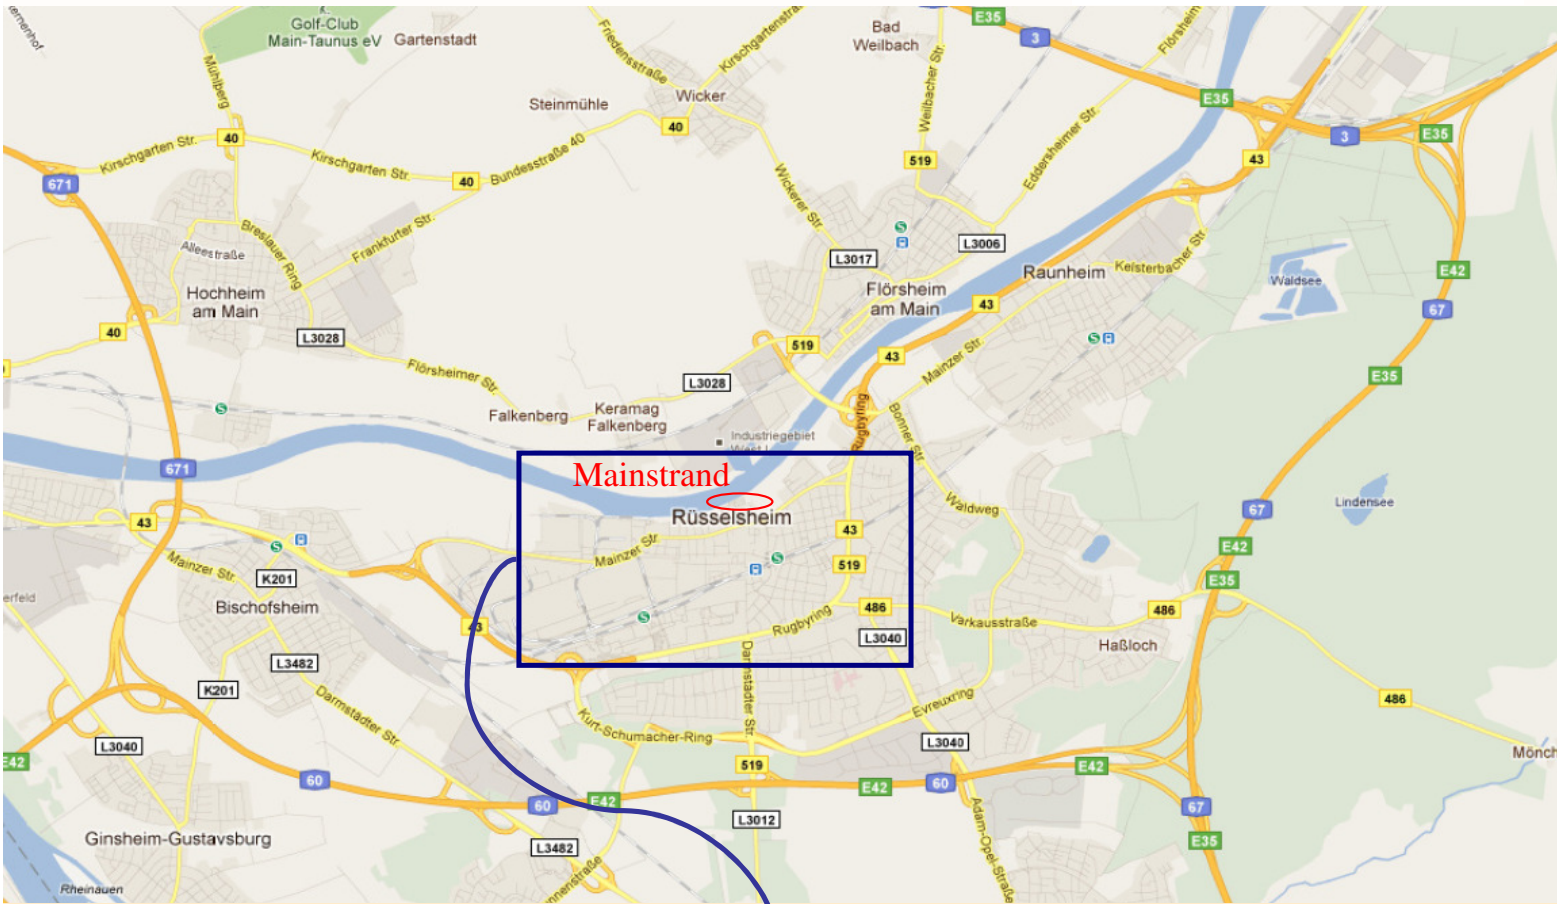 Golf-Club
Main-Taunus eV
Gartenstadt
Bad
Weilbach
E35
3
Friedensstraße
Kirschgartenstra
Flörsheim
Mühlberg
Steinmühle
Wicker
Weilbacher Str.
E35
3
E35
40
40
Kirschgarten Str.
Kirschgarten Str.
Bundesstraße 40
40
519
Eddersheimer Str.
43
671
Wickerer Str.
Breslauer Ring
Frankfurter Str.
Alleestraße
L3017
L3006
Raunheim
Kelsterbacher Str.
Waldsee
E42
Hochheim
am Main
Flörsheim
am Main
43
67
40
L3028
519
43
Mainzer Str.
Flörsheimer Str.
L3028
E35
Falkenberg
Keramag
Falkenberg
Rugbyring
Bonner Str.
Industriegebiet
671
Mainstrand
Waldweg
Lindensee
67
43
Rüsselsheim
43
Mainzer Str.
E42
Mainzer Str.
K201
519
E35
erfeld
Bischofsheim
486
486
43
Rugbyring
Varkausstraße
L3040
Haßloch
L3482
Darmstädter Str.
K201
Darmstädter Str.
Evreuxring
486
Kurt-Schumacher-Ring
L3040
L3040
Mönch
E42
519
E42
60
E42
60
60
E42
67
L3012
Adam-Opel-Straße
Ginsheim-Gustavsburg
L3482
E35
nnenstraße
Rheinauen
67